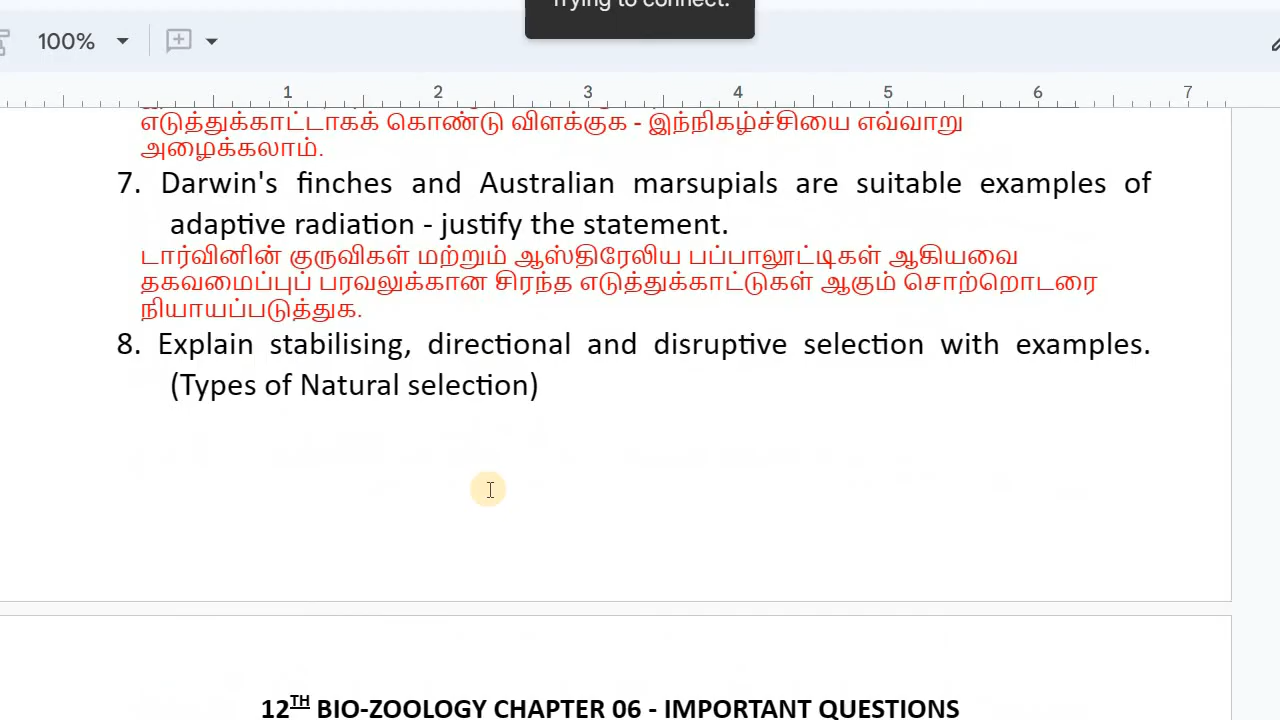 Trying to connect.
100%
1 2 3 4 5 6 7
எடுத்துக்காட்டாகக் கொண்டு விளக்குக - இந்நிகழ்ச்சியை எவ்வாறு
அழைக்கலாம்.
7. Darwin's finches and Australian marsupials are suitable examples of
adaptive radiation - justify the statement.
டார்வினின் குருவிகள் மற்றும் ஆஸ்திரேலிய பப்பாலூட்டிகள் ஆகியவை
தகவமைப்புப் பரவலுக்கான சிரந்த எடுத்துக்காட்டுகள் ஆகும் சொற்றொடரை
நியாயப்படுத்துக.
8. Explain stabilising, directional and disruptive selection with examples.
(Types of Natural selection)
12TH BIO-ZOOLOGY CHAPTER 06 - IMPORTANT QUESTIONS